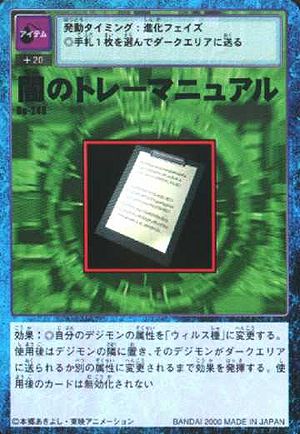 アイテム
+20
発動タイミング：進化フェイズ
◎手札１枚を選んでダークエリアに送る
闇のトレーマニュアル
効果：◎自分のデジモンの属性を「ウィルス種」に変更する。
使用後はデジモンの隣に置き、そのデジモンがダークエリア
に送られるか別の属性に変更されるまで効果を発揮する。使
用後のカードは無効化されない
©本郷あきよし・東映アニメーション
BANDAI 2000 MADE IN JAPAN